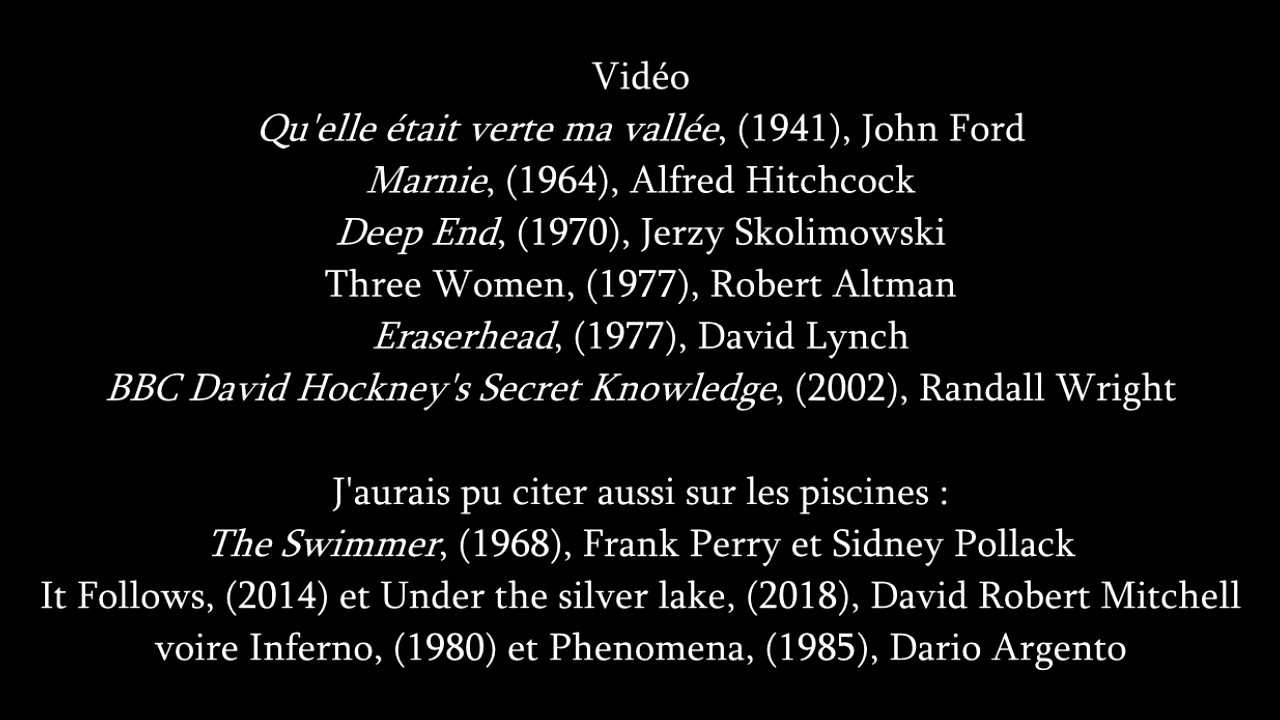 Vidéo
Qu'elle était verte ma vallée, (1941), John Ford
Marnie, (1964), Alfred Hitchcock
Deep End, (1970), Jerzy Skolimowski
Three Women, (1977), Robert Altman
Eraserhead, (1977), David Lynch
BBC David Hockney's Secret Knowledge, (2002), Randall Wright
J'aurais pu citer aussi sur les piscines :
The Swimmer, (1968), Frank Perry et Sidney Pollack
It Follows, (2014) et Under the silver lake, (2018), David Robert Mitchell
voire Inferno, (1980) et Phenomena, (1985), Dario Argento